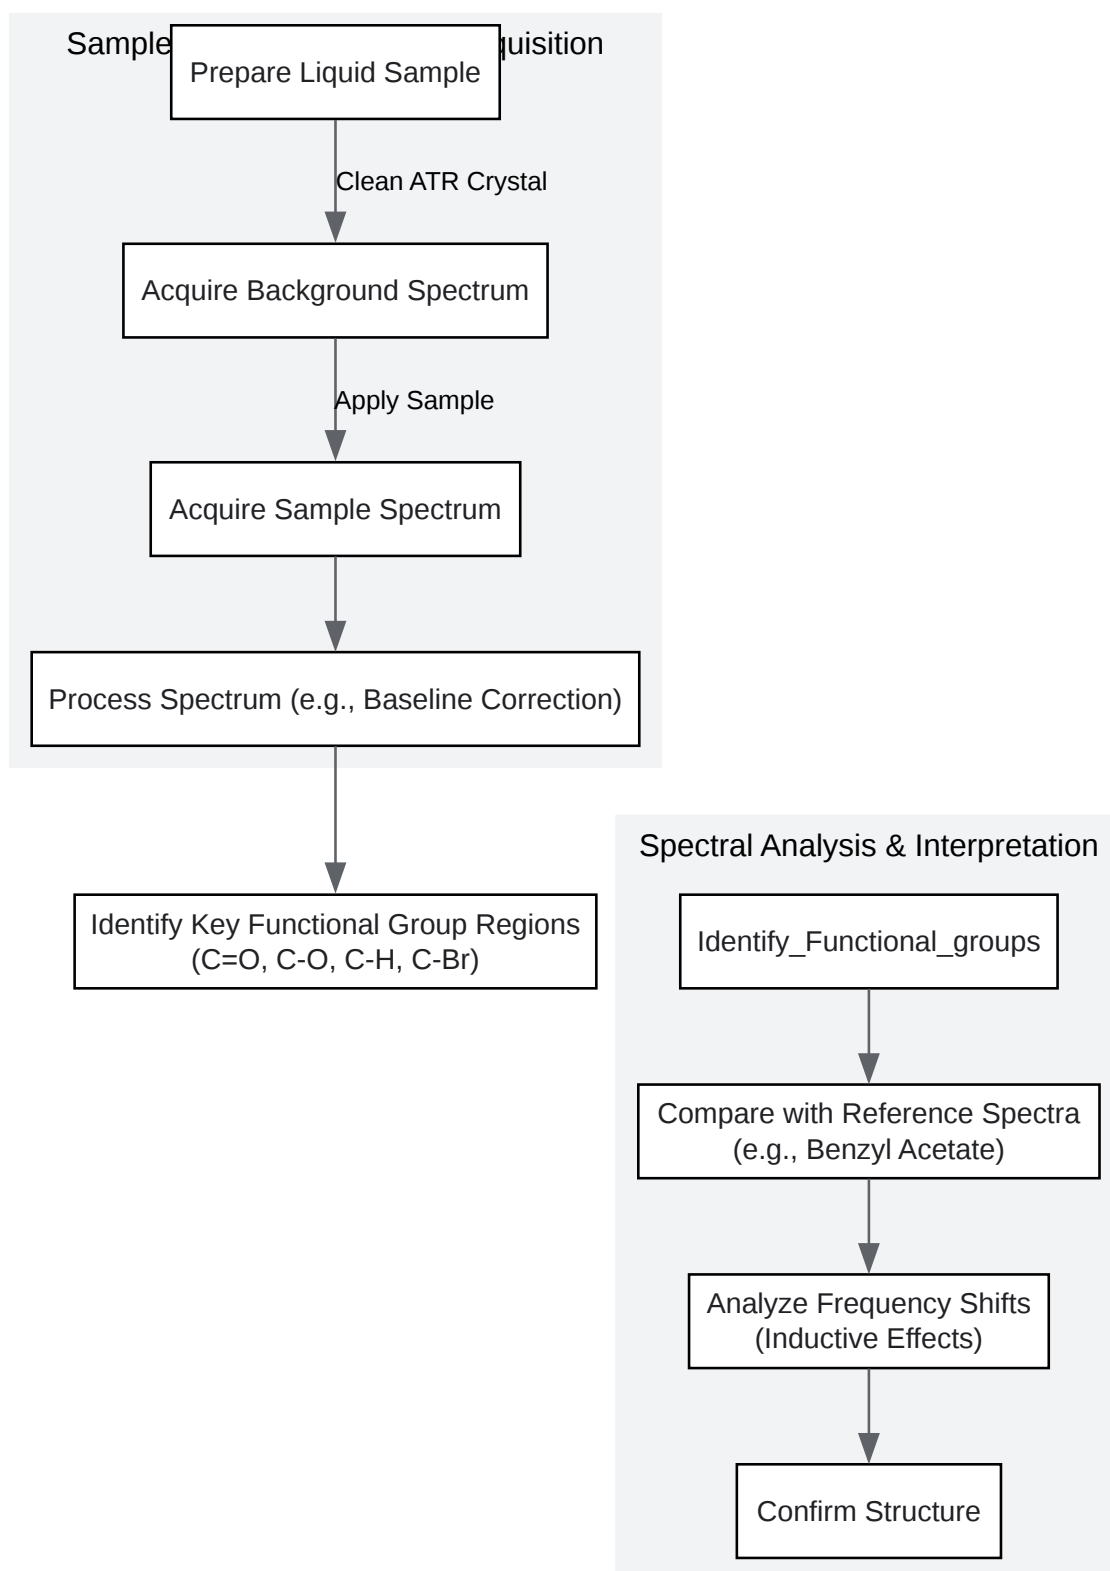 Sample quisition
Prepare Liquid Sample
Clean ATR Crystal
Acquire Background Spectrum
Apply Sample
Acquire Sample Spectrum
Process Spectrum (e.g., Baseline Correction)
Identify Key Functional Group Regions
(C=O, C-O, C-H, C-Br)
Spectral Analysis & Interpretation
Identify_Functional_groups
Compare with Reference Spectra
(e.g., Benzyl Acetate)
Analyze Frequency Shifts
(Inductive Effects)
Confirm Structure